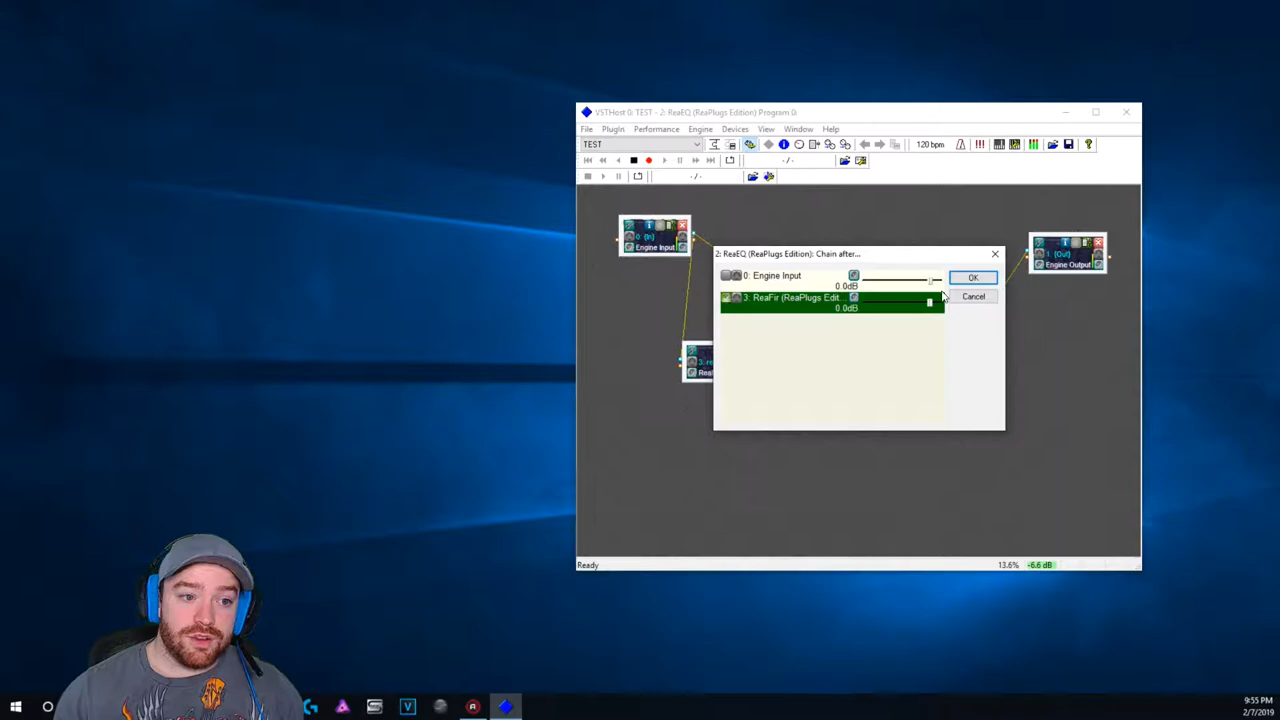 VSTHost 0: TEST - 2: ReaEQ (ReaPlugs Edition) Program 0:
File PlugIn Performance Engine Devices View Window Help
TEST
120 bpm
- / -
- / -
0: {In}
Engine Input
1: {Out}
Engine Output
2: ReaEQ (ReaPlugs Edition): Chain after...
0: Engine Input
0.0dB
OK
3: ReaFir (ReaPlugs Edit...
0.0dB
Cancel
Ready
13.6%
-6.6 dB
9:55 PM
2/7/2019